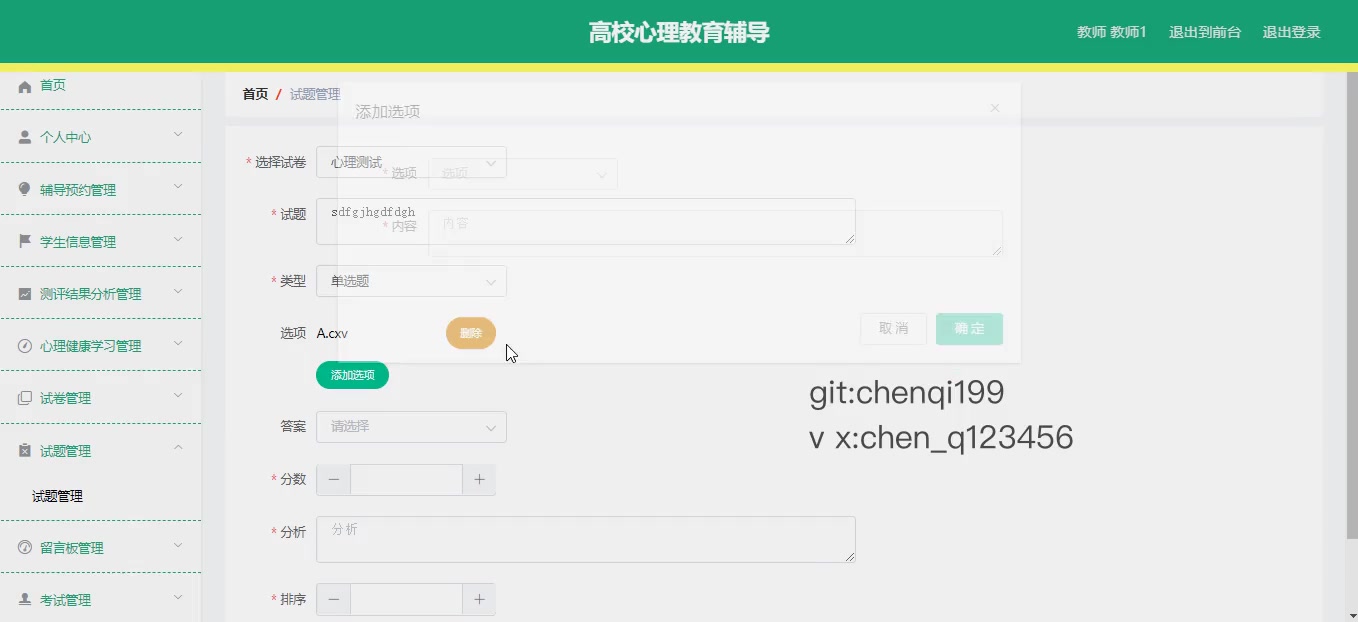 高校心理教育辅导
教师 教师1 退出到前台 退出登录
首页
个人中心
辅导预约管理
学生信息管理
测评结果分析管理
心理健康学习管理
试卷管理
试题管理
试题管理
留言板管理
考试管理
首页 / 试题管理
添加选项
×
* 选择试卷 心理测试
* 选项 选项
* 试题 sdfgjhgdfdgh
* 内容 内容
* 类型 单选题
选项 A.cxv 删除
取消 确定
添加选项
答案 请选择
* 分数
* 分析 分析
* 排序
git:chenqi199
v x:chen_q123456